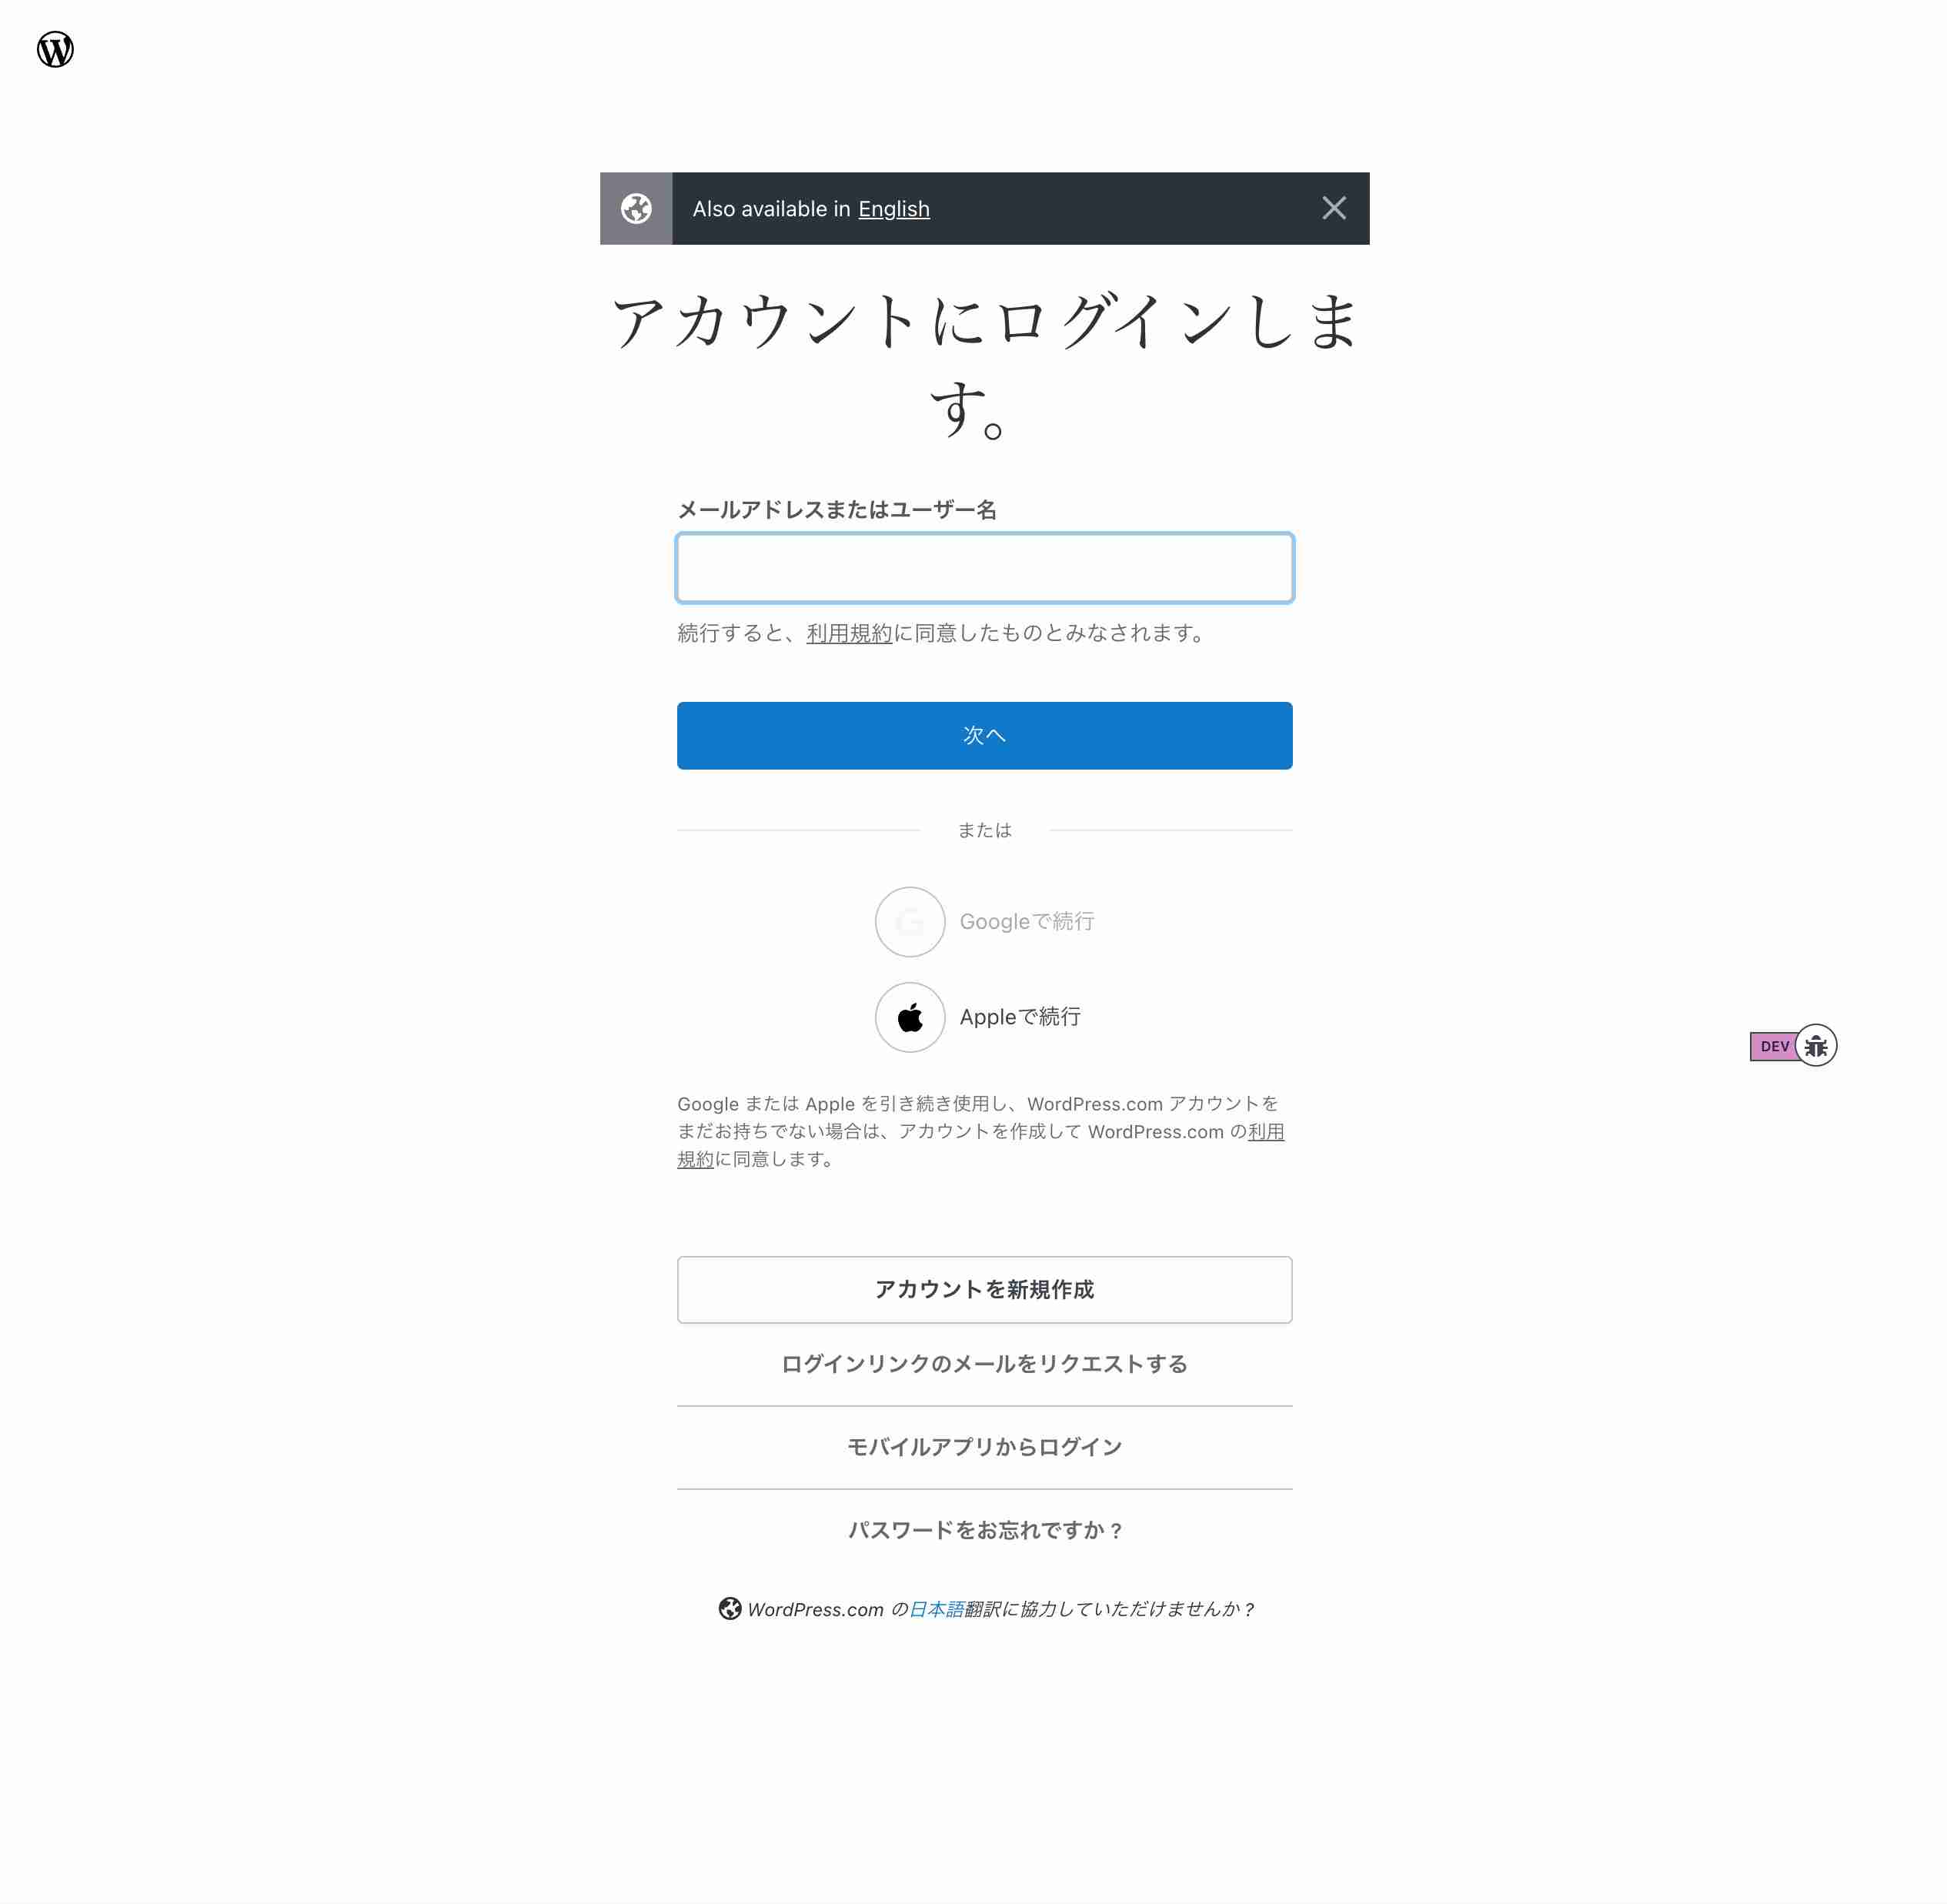 Also available in English
アカウントにログインしま
す。
メールアドレスまたはユーザー名
続行すると、利用規約に同意したものとみなされます。
次へ
または
Googleで続行
Appleで続行
DEV
Google または Apple を引き続き使用し、WordPress.com アカウントを
まだお持ちでない場合は、アカウントを作成して WordPress.com の利用
規約に同意します。
アカウントを新規作成
ログインリンクのメールをリクエストする
モバイルアプリからログイン
パスワードをお忘れですか ?
WordPress.com の日本語翻訳に協力していただけませんか ?